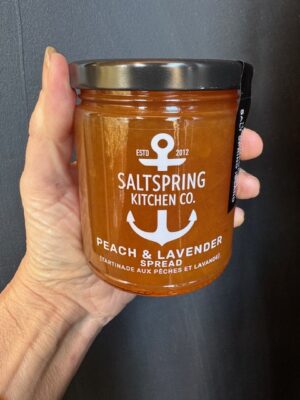 ESTD 2012
SALTSPRING
KITCHEN CO.
PEACH & LAVENDER
SPREAD
(TARTINADE AUX PÊCHES ET LAVANDE)